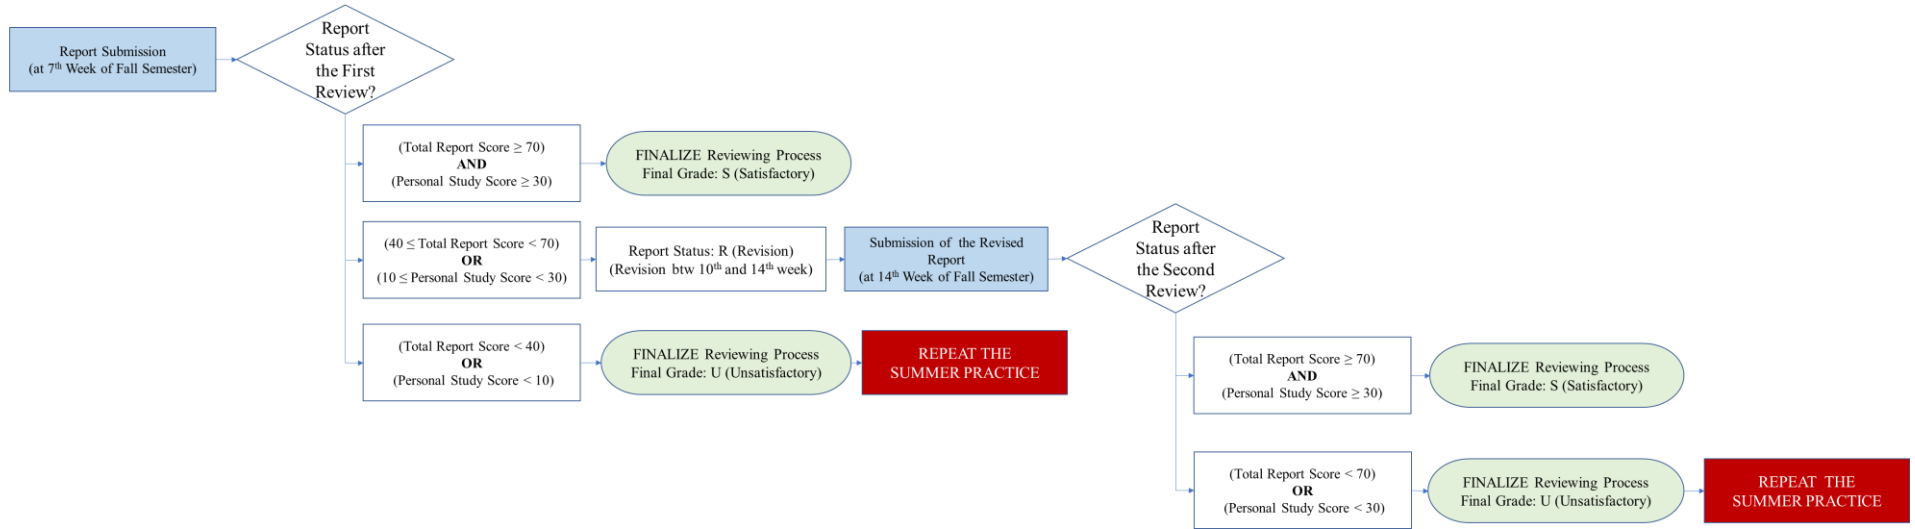 Report Submission
(at 7th Week of Fall Semester)
Report
Status after
the First
Review?
(Total Report Score ≥ 70)
AND
(Personal Study Score ≥ 30)
FINALIZE Reviewing Process
Final Grade: S (Satisfactory)
(40 ≤ Total Report Score < 70)
OR
(10 ≤ Personal Study Score < 30)
Report Status: R (Revision)
(Revision btw 10th and 14th week)
Submission of the Revised
Report
(at 14th Week of Fall Semester)
Report
Status after
the Second
Review?
(Total Report Score < 40)
OR
(Personal Study Score < 10)
FINALIZE Reviewing Process
Final Grade: U (Unsatisfactory)
REPEAT THE
SUMMER PRACTICE
(Total Report Score ≥ 70)
AND
(Personal Study Score ≥ 30)
FINALIZE Reviewing Process
Final Grade: S (Satisfactory)
(Total Report Score < 70)
OR
(Personal Study Score < 30)
FINALIZE Reviewing Process
Final Grade: U (Unsatisfactory)
REPEAT THE
SUMMER PRACTICE